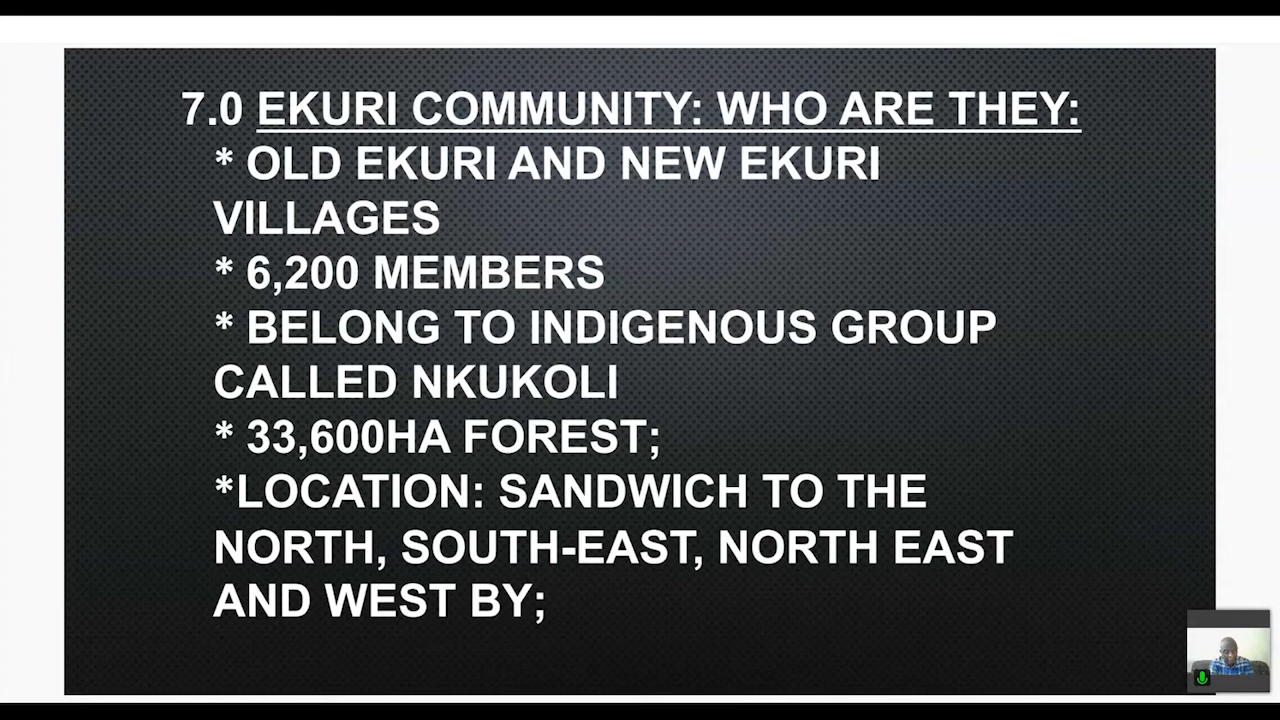 7.0 EKURI COMMUNITY: WHO ARE THEY:
* OLD EKURI AND NEW EKURI
VILLAGES
* 6,200 MEMBERS
* BELONG TO INDIGENOUS GROUP
CALLED NKUKOLI
* 33,600HA FOREST;
*LOCATION: SANDWICH TO THE
NORTH, SOUTH-EAST, NORTH EAST
AND WEST BY;